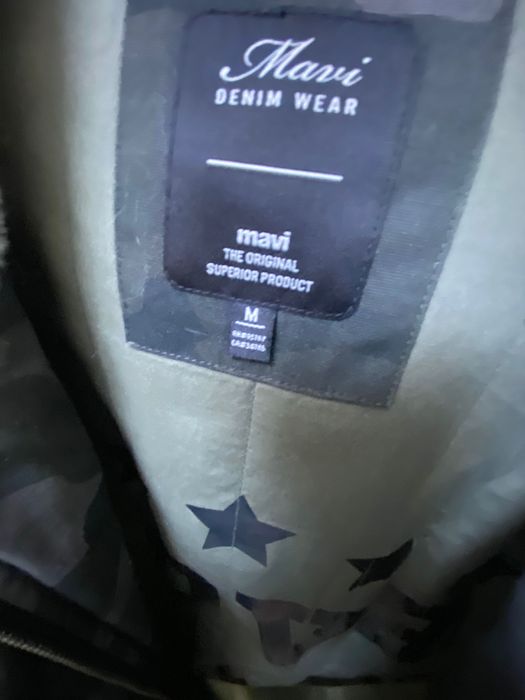 Mavi
DENIM WEAR
mavi
THE ORIGINAL
SUPERIOR PRODUCT
M